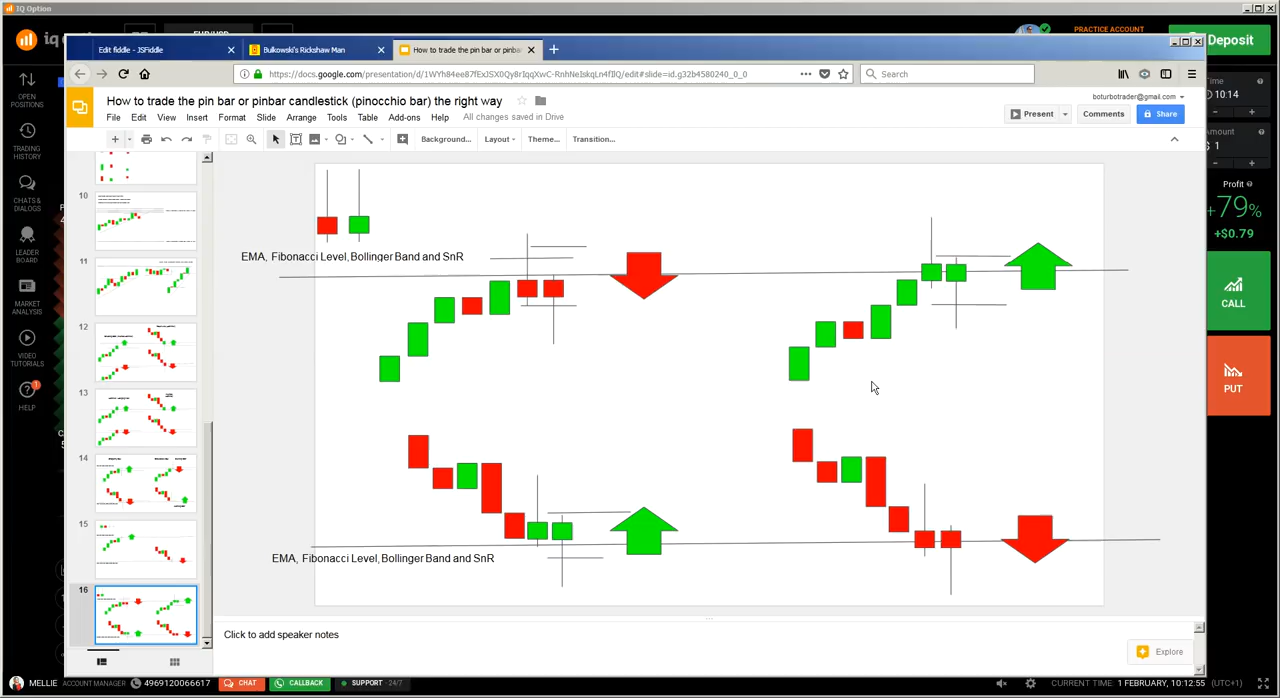 IQ Option
PRACTICE ACCOUNT
Deposit
Edit fiddle - JSFiddle
Bulkowski's Rickshaw Man
How to trade the pin bar or pinba
https://docs.google.com/presentation/d/1WYh84ee87fExJSX0Qy8rIqqXwC-RnhNeIskqLn4fIQ/edit#slide=id.g32b4580240_0_0
Search
How to trade the pin bar or pinbar candlestick (pinocchio bar) the right way
boturbotrader@gmail.com
File Edit View Insert Format Slide Arrange Tools Table Add-ons Help All changes saved in Drive
Present
Comments
Share
Background...
Layout
Theme...
Transition...
OPEN
POSITIONS
TRADING
HISTORY
CHATS &
DIALOGS
LEADER
BOARD
MARKET
ANALYSIS
VIDEO
TUTORIALS
1
HELP
10
11
12
13
14
15
16
EMA, Fibonacci Level, Bollinger Band and SnR
EMA, Fibonacci Level, Bollinger Band and SnR
Click to add speaker notes
Explore
10:14
Amount
$ 1
Profit
+79%
+$0.79
CALL
PUT
MELLIE ACCOUNT MANAGER 4969120066617 CHAT CALLBACK SUPPORT 24/7
CURRENT TIME: 1 FEBRUARY, 10:12:55 (UTC+1)